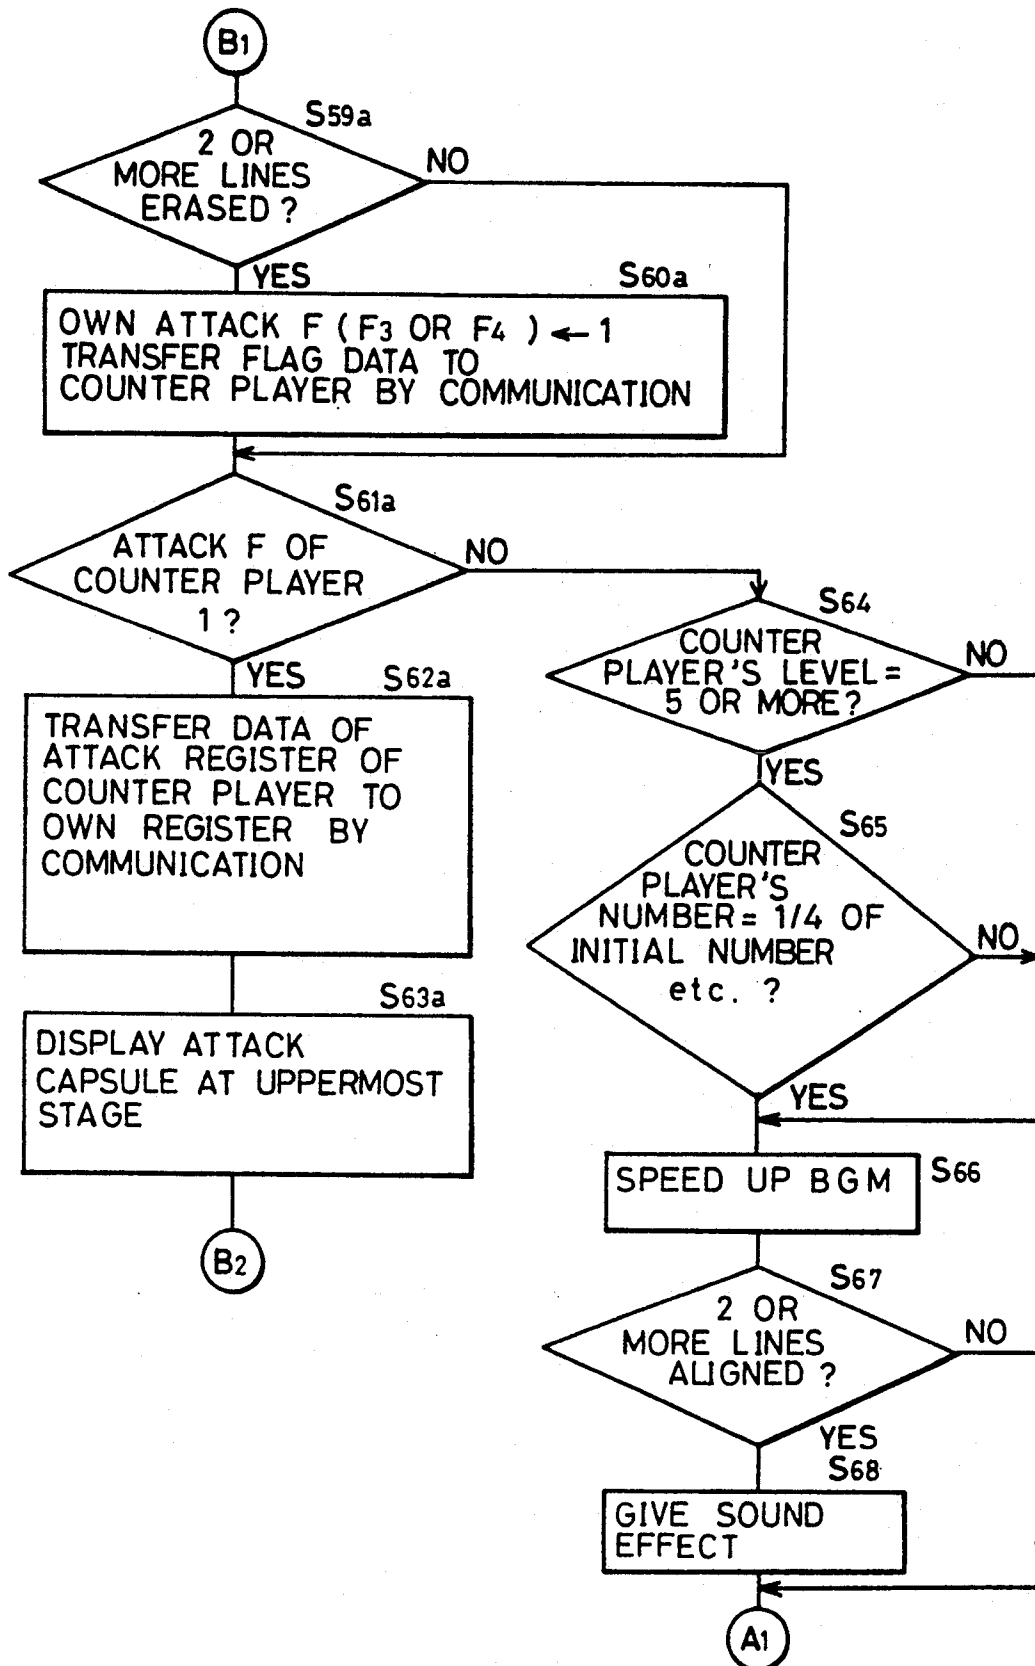 B1
S59a
2 OR
MORE LINES
ERASED ?
NO
YES
S60a
OWN ATTACK F ( F3 OR F4 ) ← 1
TRANSFER FLAG DATA TO
COUNTER PLAYER BY COMMUNICATION
S61a
ATTACK F OF
COUNTER PLAYER
1 ?
NO
YES
S62a
TRANSFER DATA OF
ATTACK REGISTER OF
COUNTER PLAYER TO
OWN REGISTER BY
COMMUNICATION
S63a
DISPLAY ATTACK
CAPSULE AT UPPERMOST
STAGE
B2
S64
COUNTER
PLAYER'S LEVEL =
5 OR MORE ?
NO
YES
S65
COUNTER
PLAYER'S
NUMBER = 1/4 OF
INITIAL NUMBER
etc. ?
NO
YES
SPEED UP BGM
S66
S67
2 OR
MORE LINES
ALIGNED ?
NO
YES
S68
GIVE SOUND
EFFECT
A1